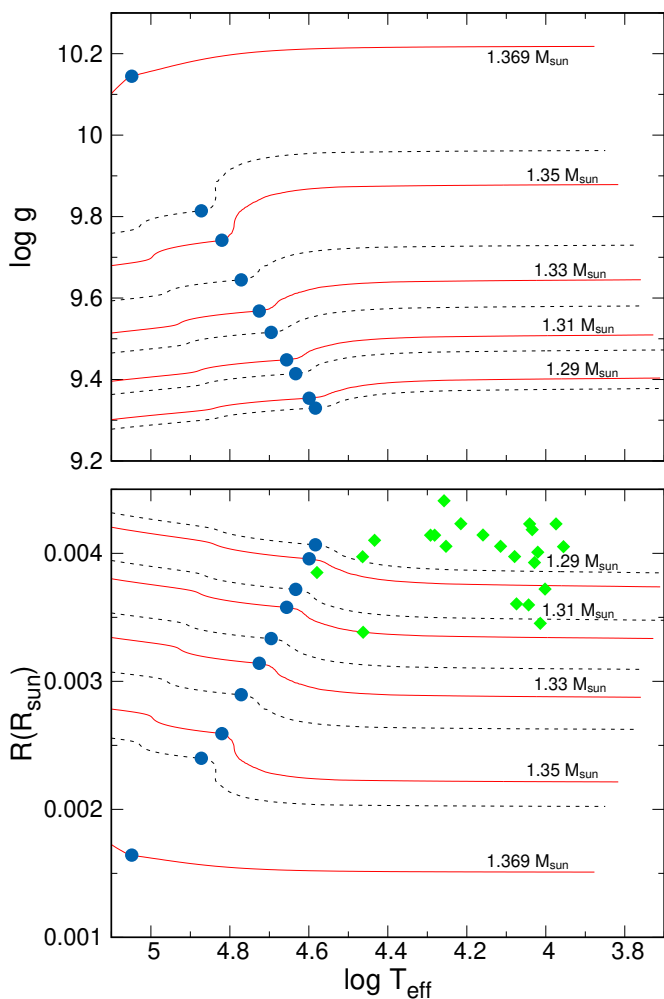 10.2
10
9.8
9.6
9.4
9.2
log g
1.369 M_sun
1.35 M_sun
1.33 M_sun
1.31 M_sun
1.29 M_sun
0.004
0.003
0.002
0.001
R(R_sun)
1.29 M_sun
1.31 M_sun
1.33 M_sun
1.35 M_sun
1.369 M_sun
5 4.8 4.6 4.4 4.2 4 3.8
log T_eff